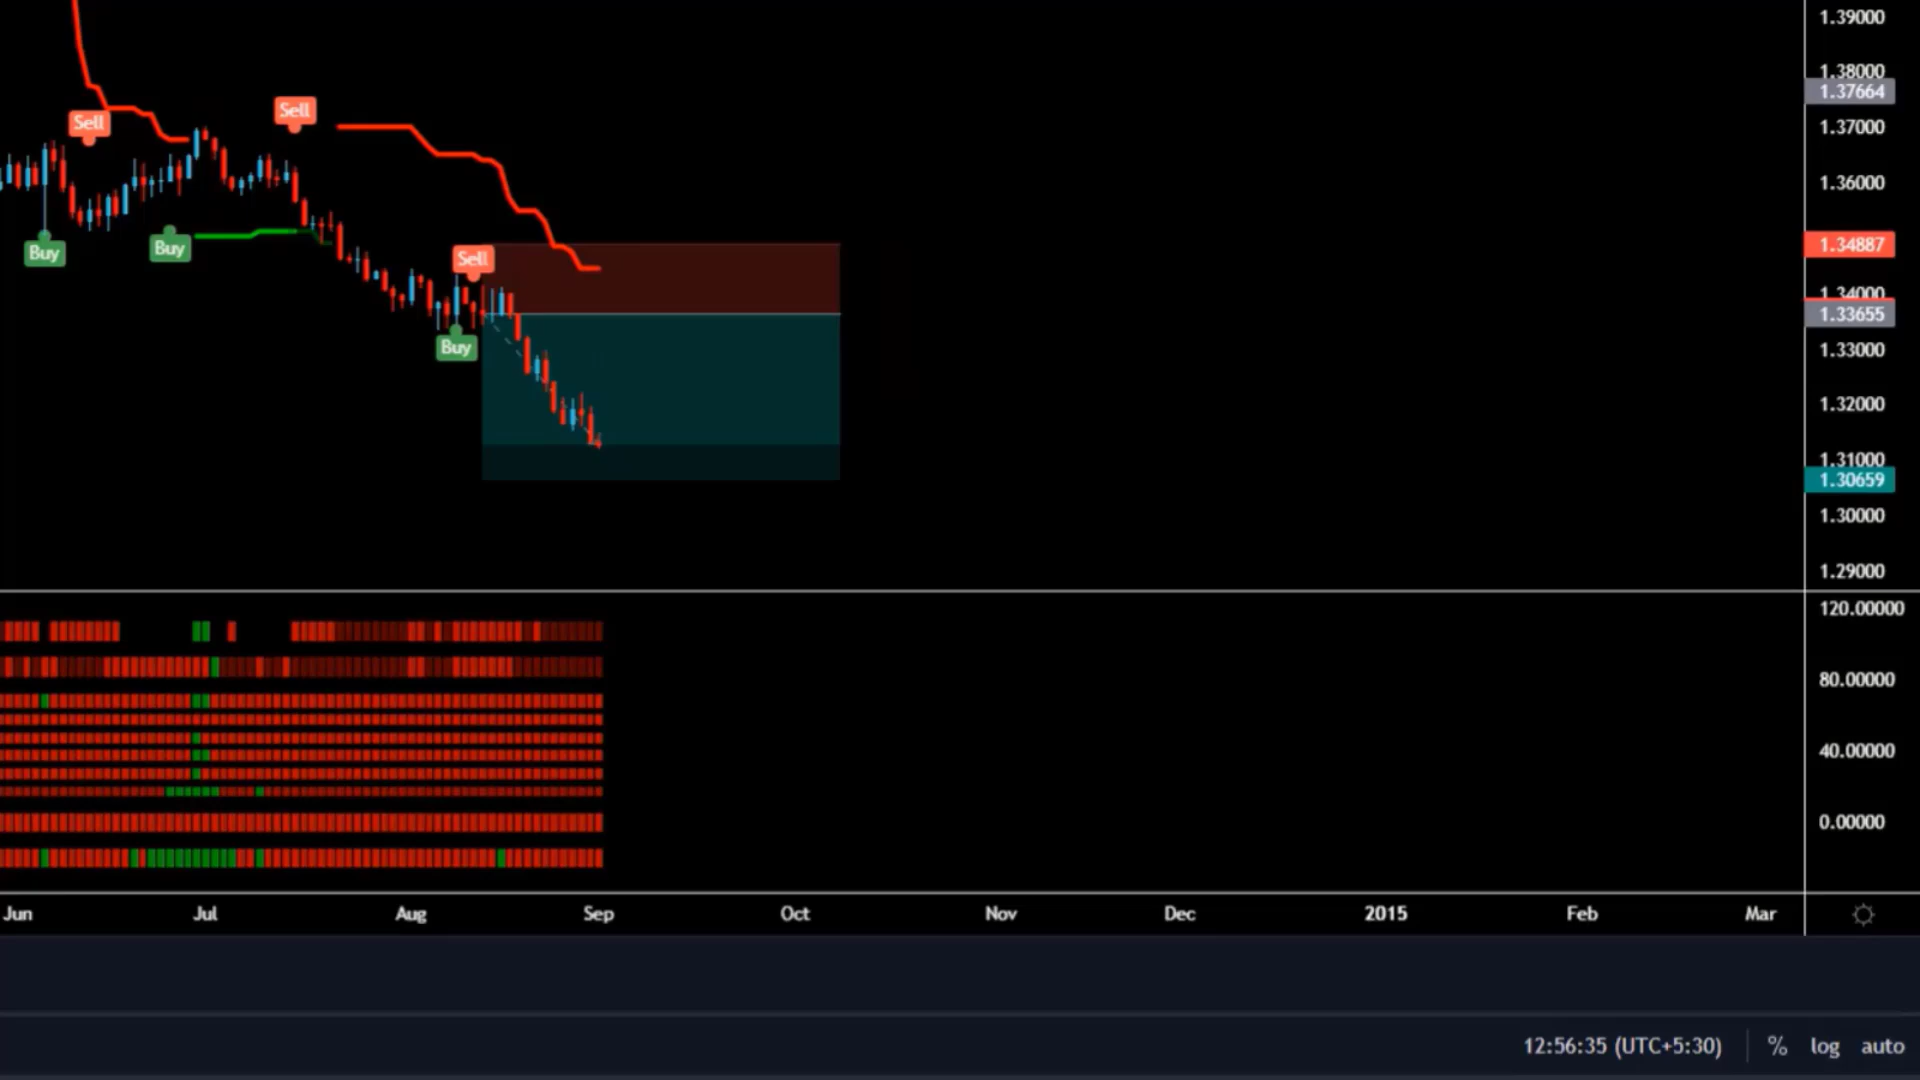 1.39000
1.38000
1.37664
Sell
Sell
1.37000
1.36000
Buy
Buy
Sell
1.34887
1.34000
1.33655
Buy
1.33000
1.32000
1.31000
1.30659
1.30000
1.29000
120.00000
80.00000
40.00000
0.00000
Jun Jul Aug Sep Oct Nov Dec 2015 Feb Mar
12:56:35 (UTC+5:30) % log auto